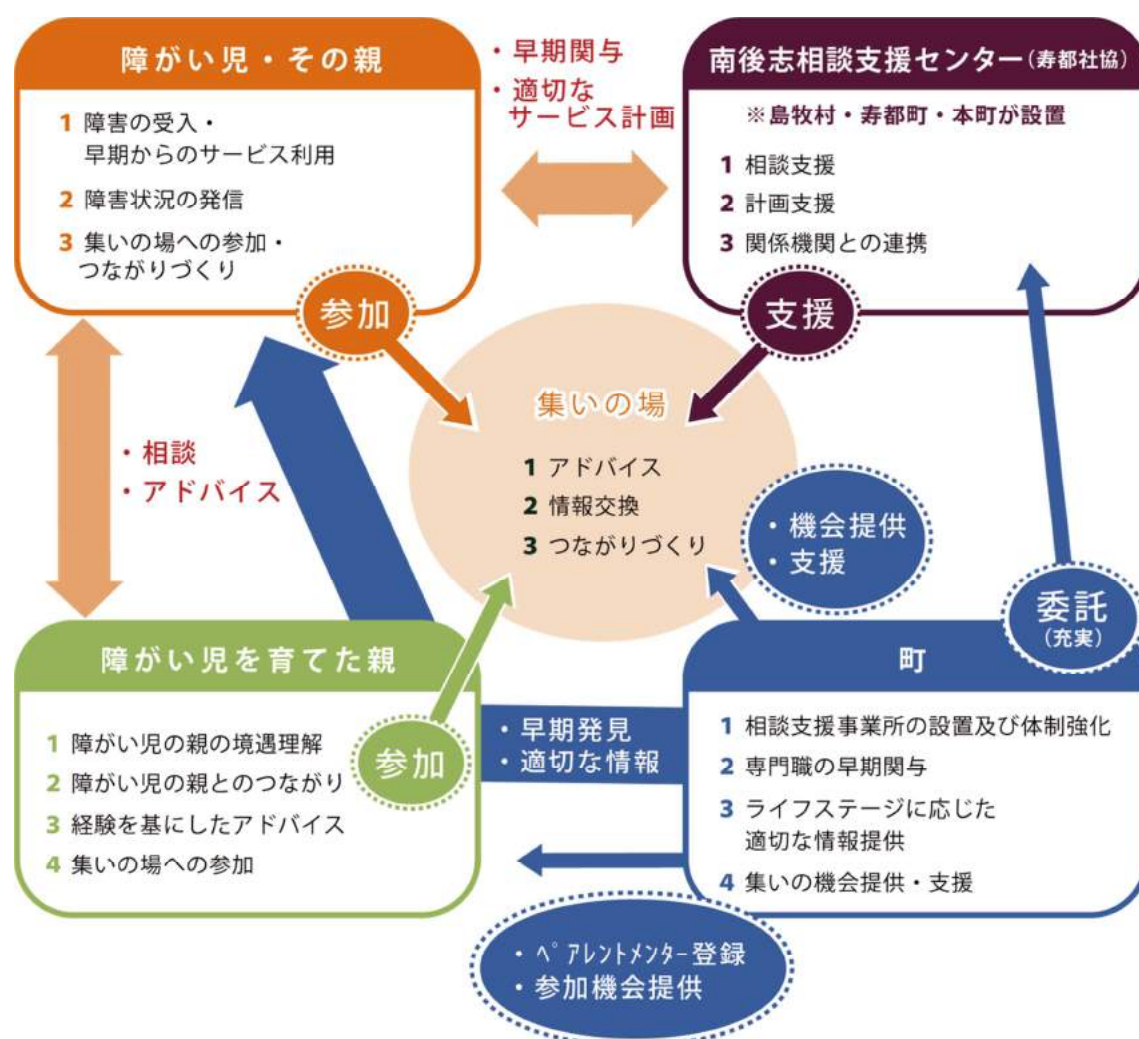 障がい児・その親
1 障害の受入・
早期からのサービス利用
2 障害状況の発信
3 集いの場への参加・
つながりづくり
参加
・早期関与
・適切な
サービス計画
南後志相談支援センター(寿都社協)
※島牧村・寿都町・本町が設置
1 相談支援
2 計画支援
3 関係機関との連携
支援
集いの場
1 アドバイス
2 情報交換
3 つながりづくり
・相談
・アドバイス
・機会提供
・支援
委託
(充実)
障がい児を育てた親
1 障がい児の親の境遇理解
2 障がい児の親とのつながり
3 経験を基にしたアドバイス
4 集いの場への参加
参加
・早期発見
・適切な情報
町
1 相談支援事業所の設置及び体制強化
2 専門職の早期関与
3 ライフステージに応じた
適切な情報提供
4 集いの機会提供・支援
・ﾍﾟｱﾚﾝﾄﾒﾝﾀｰ登録
・参加機会提供